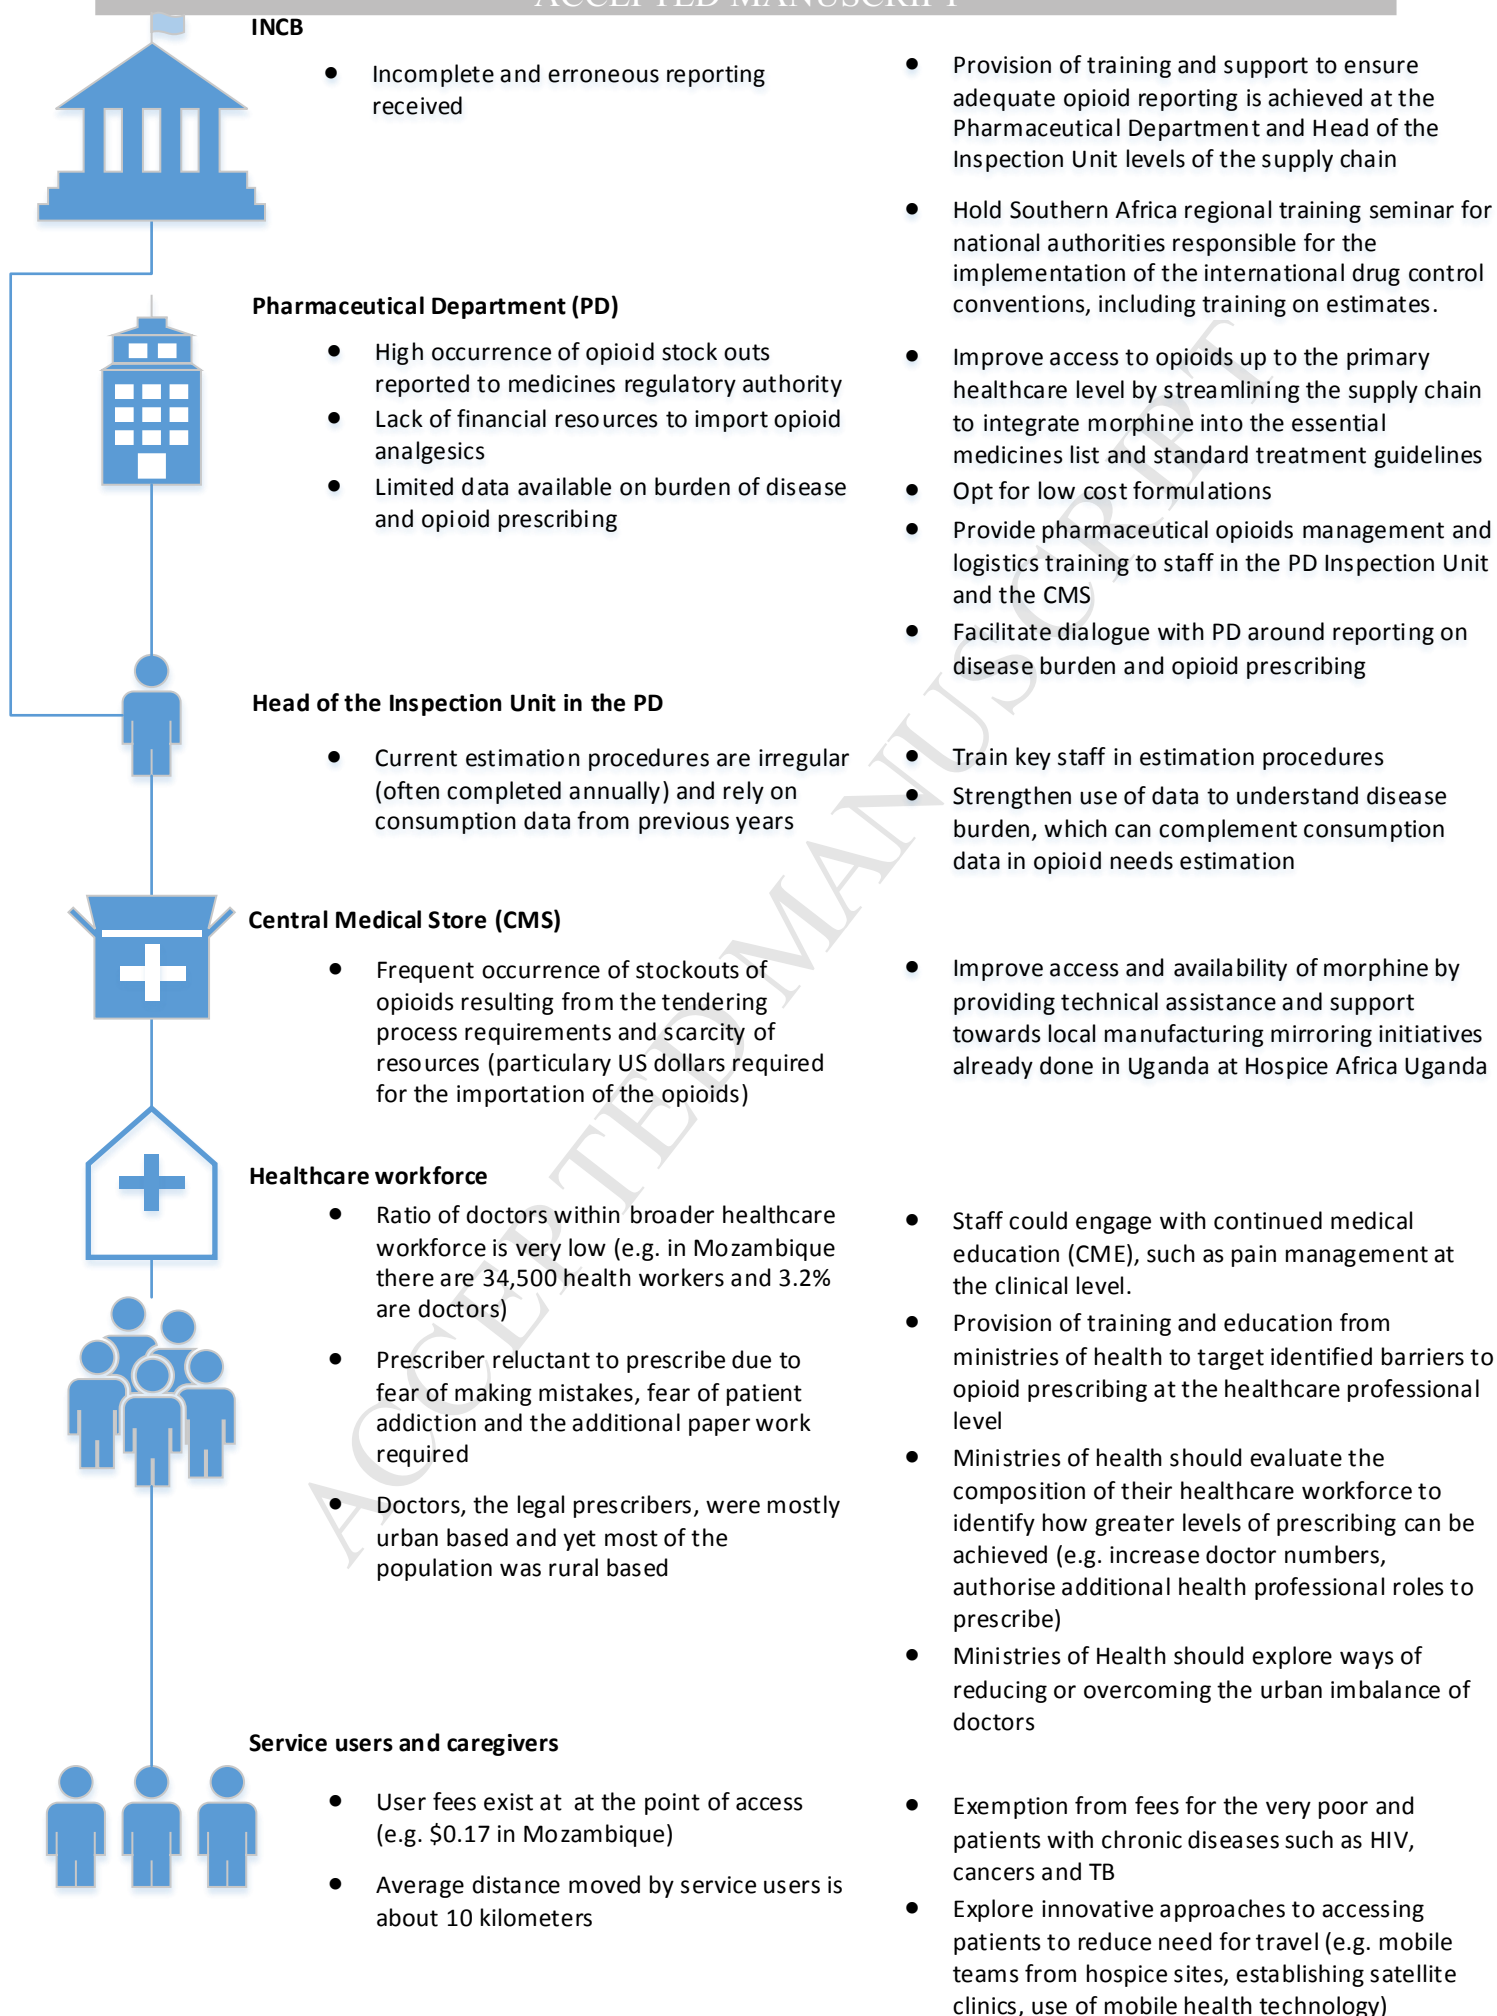 ACCEPTED MANUSCRIPT
INCB
• Incomplete and erroneous reporting
received
• Provision of training and support to ensure
adequate opioid reporting is achieved at the
Pharmaceutical Department and Head of the
Inspection Unit levels of the supply chain
• Hold Southern Africa regional training seminar for
national authorities responsible for the
implementation of the international drug control
conventions, including training on estimates.
Pharmaceutical Department (PD)
• High occurrence of opioid stock outs
reported to medicines regulatory authority
• Lack of financial resources to import opioid
analgesics
• Limited data available on burden of disease
and opioid prescribing
• Improve access to opioids up to the primary
healthcare level by streamlining the supply chain
to integrate morphine into the essential
medicines list and standard treatment guidelines
• Opt for low cost formulations
• Provide pharmaceutical opioids management and
logistics training to staff in the PD Inspection Unit
and the CMS
• Facilitate dialogue with PD around reporting on
disease burden and opioid prescribing
Head of the Inspection Unit in the PD
• Current estimation procedures are irregular
(often completed annually) and rely on
consumption data from previous years
• Train key staff in estimation procedures
• Strengthen use of data to understand disease
burden, which can complement consumption
data in opioid needs estimation
Central Medical Store (CMS)
• Frequent occurrence of stockouts of
opioids resulting from the tendering
process requirements and scarcity of
resources (particulary US dollars required
for the importation of the opioids)
• Improve access and availability of morphine by
providing technical assistance and support
towards local manufacturing mirroring initiatives
already done in Uganda at Hospice Africa Uganda
Healthcare workforce
• Ratio of doctors within broader healthcare
workforce is very low (e.g. in Mozambique
there are 34,500 health workers and 3.2%
are doctors)
• Prescriber reluctant to prescribe due to
fear of making mistakes, fear of patient
addiction and the additional paper work
required
• Doctors, the legal prescribers, were mostly
urban based and yet most of the
population was rural based
• Staff could engage with continued medical
education (CME), such as pain management at
the clinical level.
• Provision of training and education from
ministries of health to target identified barriers to
opioid prescribing at the healthcare professional
level
• Ministries of health should evaluate the
composition of their healthcare workforce to
identify how greater levels of prescribing can be
achieved (e.g. increase doctor numbers,
authorise additional health professional roles to
prescribe)
• Ministries of Health should explore ways of
reducing or overcoming the urban imbalance of
doctors
Service users and caregivers
• User fees exist at at the point of access
(e.g. $0.17 in Mozambique)
• Average distance moved by service users is
about 10 kilometers
• Exemption from fees for the very poor and
patients with chronic diseases such as HIV,
cancers and TB
• Explore innovative approaches to accessing
patients to reduce need for travel (e.g. mobile
teams from hospice sites, establishing satellite
clinics, use of mobile health technology)
ACCEPTED MANUSCRIPT